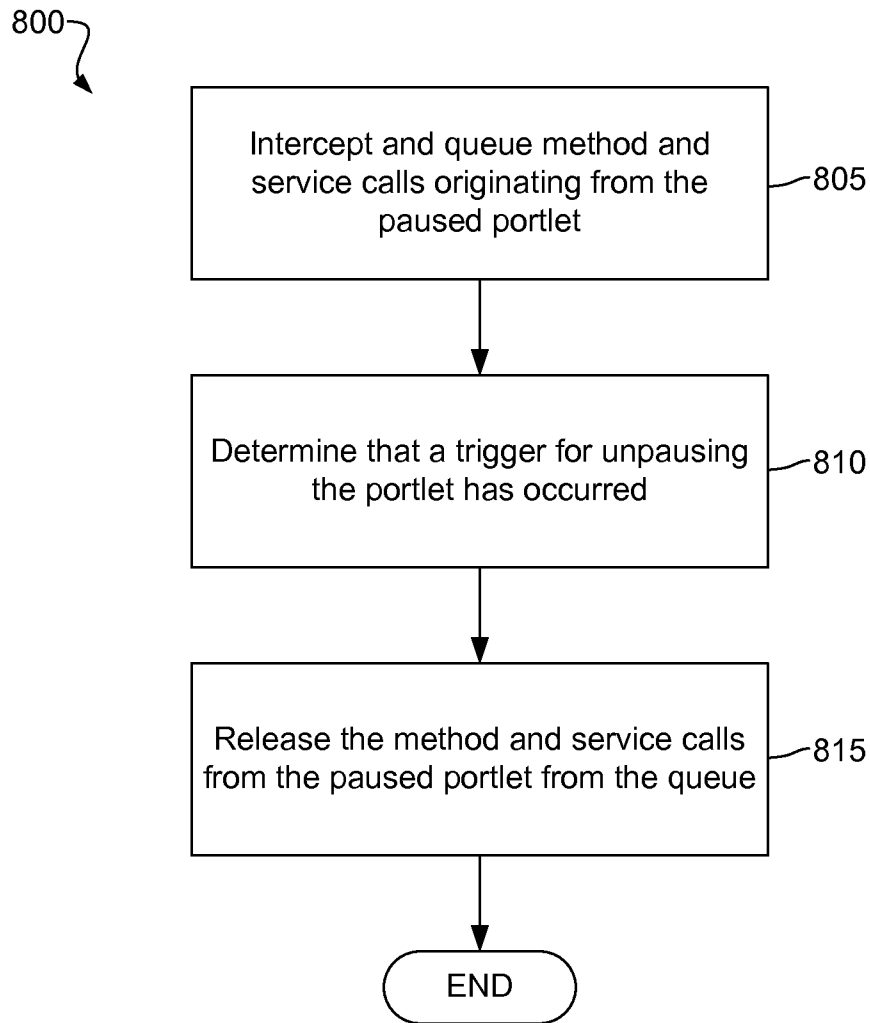 800
Intercept and queue method and
service calls originating from the
paused portlet
805
Determine that a trigger for unpausing
the portlet has occurred
810
Release the method and service calls
from the paused portlet from the queue
815
END